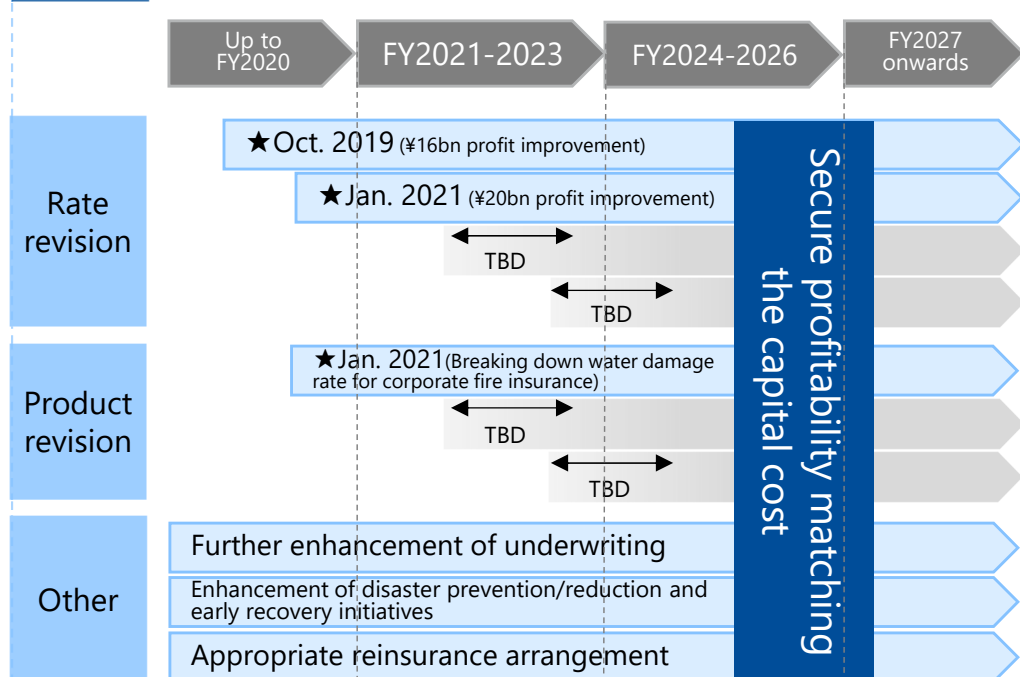 Up to
FY2020
FY2021-2023
FY2024-2026
FY2027
onwards
Rate
revision
★Oct. 2019 (¥16bn profit improvement)
★Jan. 2021 (¥20bn profit improvement)
TBD
TBD
Product
revision
★Jan. 2021(Breaking down water damage
rate for corporate fire insurance)
TBD
TBD
Other
Further enhancement of underwriting
Enhancement of disaster prevention/reduction and
early recovery initiatives
Appropriate reinsurance arrangement
Secure profitability matching
the capital cost